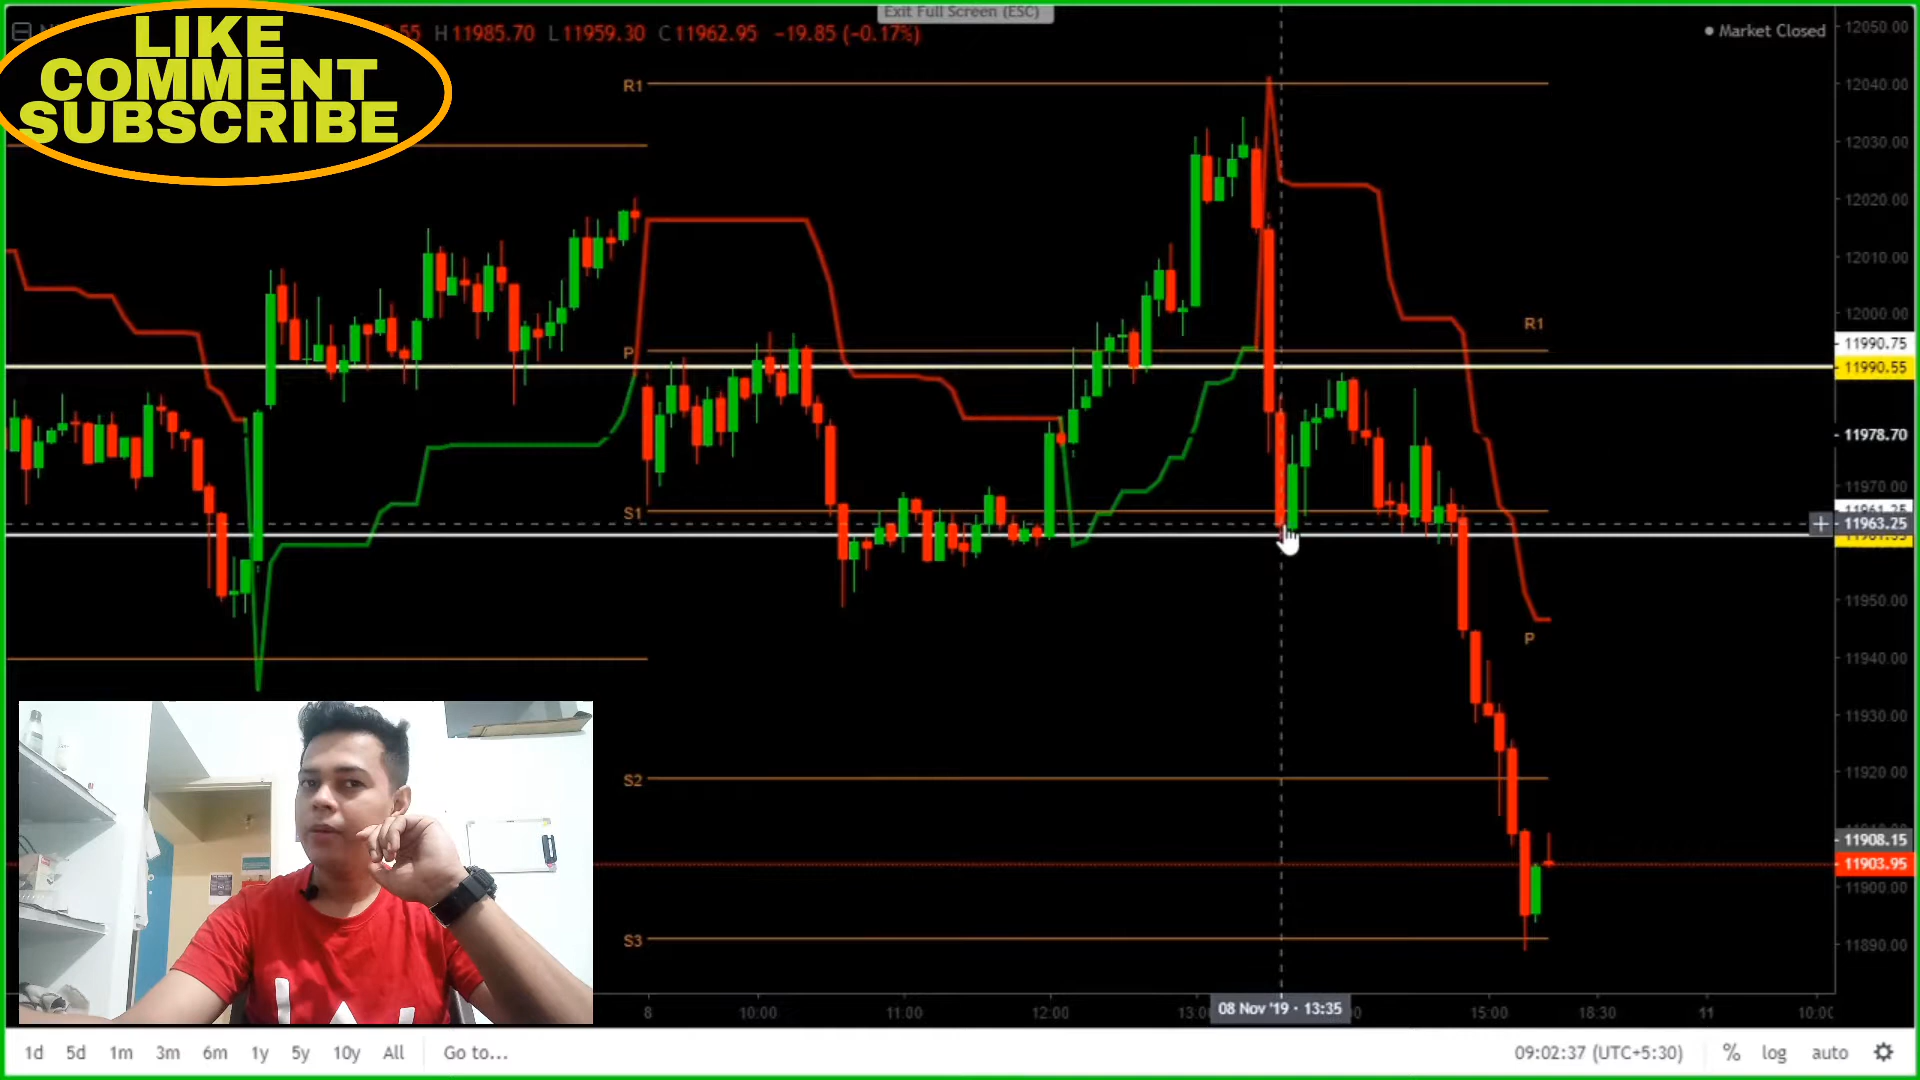 Exit Full Screen (ESC)
LIKE
COMMENT
SUBSCRIBE
H11985.70 L11959.30 C11962.95 −19.85 (−0.17%)
Market Closed
12050.00
12040.00
12030.00
12020.00
12010.00
12000.00
11990.75
11990.55
11978.70
11970.00
11961.25
11963.25
11950.00
11940.00
11930.00
11920.00
11908.15
11903.95
11900.00
11890.00
R1
P
S1
S2
S3
R1
P
8 10:00 11:00 12:00 08 Nov '19 · 13:35 15:00 18:30 11
1d 5d 1m 3m 6m 1y 5y 10y All Go to...
09:02:37 (UTC+5:30) % log auto